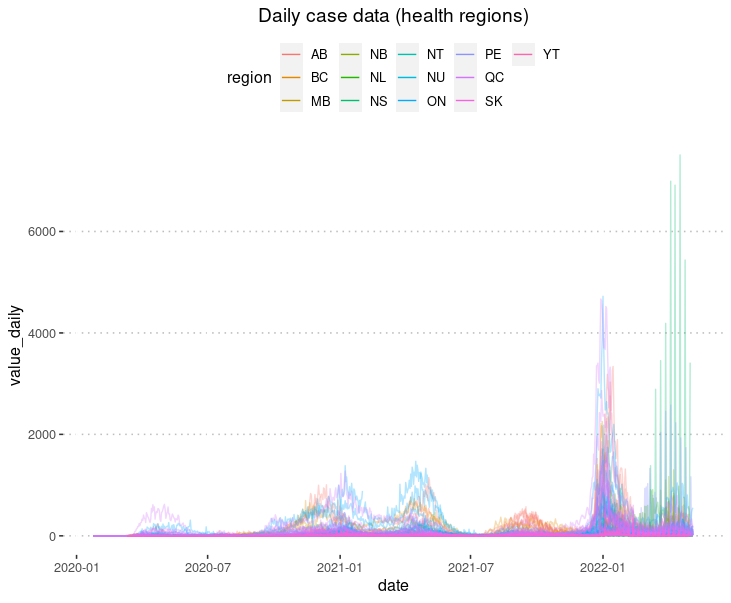 Daily case data (health regions)
AB NB NT PE YT
region BC NL NU QC
MB NS ON SK
6000
4000
2000
0
value_daily
2020-01 2020-07 2021-01 2021-07 2022-01
date